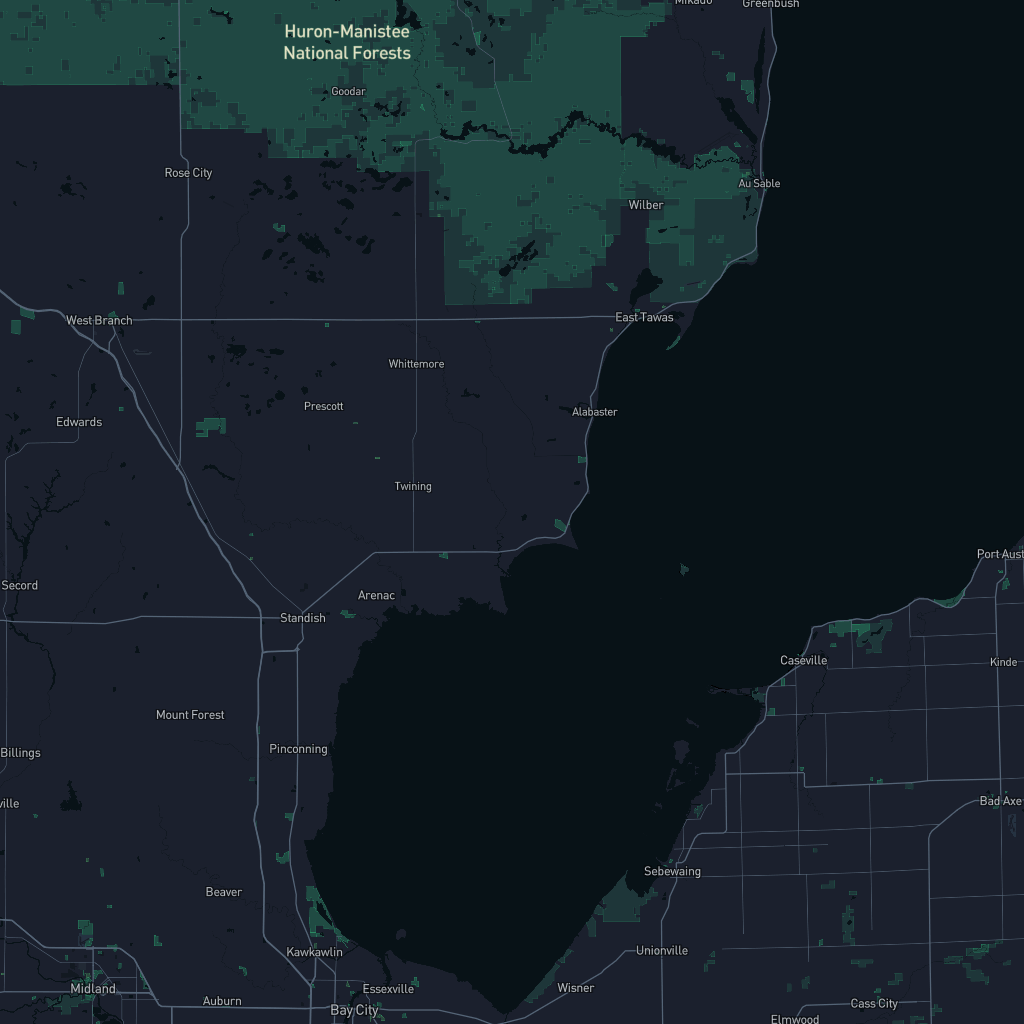 Mikado
Greenbush
Huron-Manistee
National Forests
Goodar
Rose City
Au Sable
Wilber
West Branch
East Tawas
Whittemore
Prescott
Alabaster
Edwards
Twining
Port Aust
Secord
Arenac
Standish
Caseville
Kinde
Mount Forest
Billings
Pinconning
ville
Bad Axe
Sebewaing
Beaver
Kawkawlin
Unionville
Midland
Essexville
Wisner
Auburn
Bay City
Cass City
Elmwood